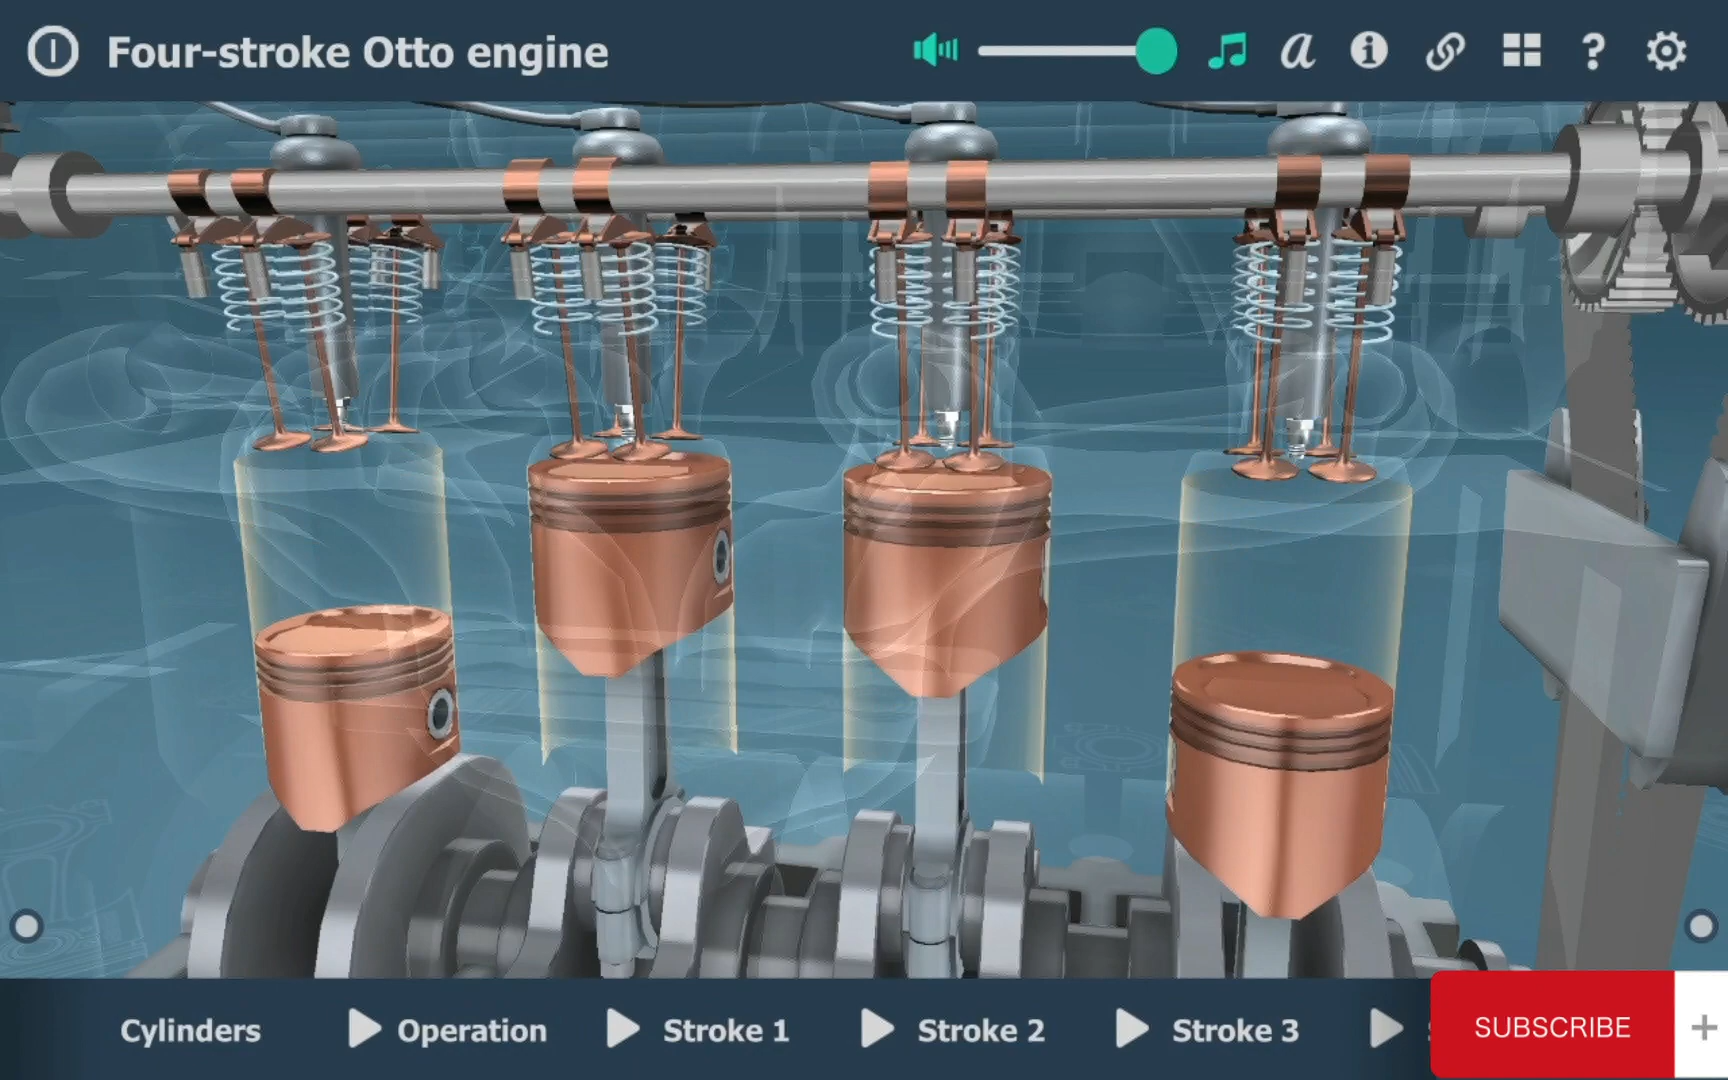 Four-stroke Otto engine
Cylinders
Operation
Stroke 1
Stroke 2
Stroke 3
SUBSCRIBE